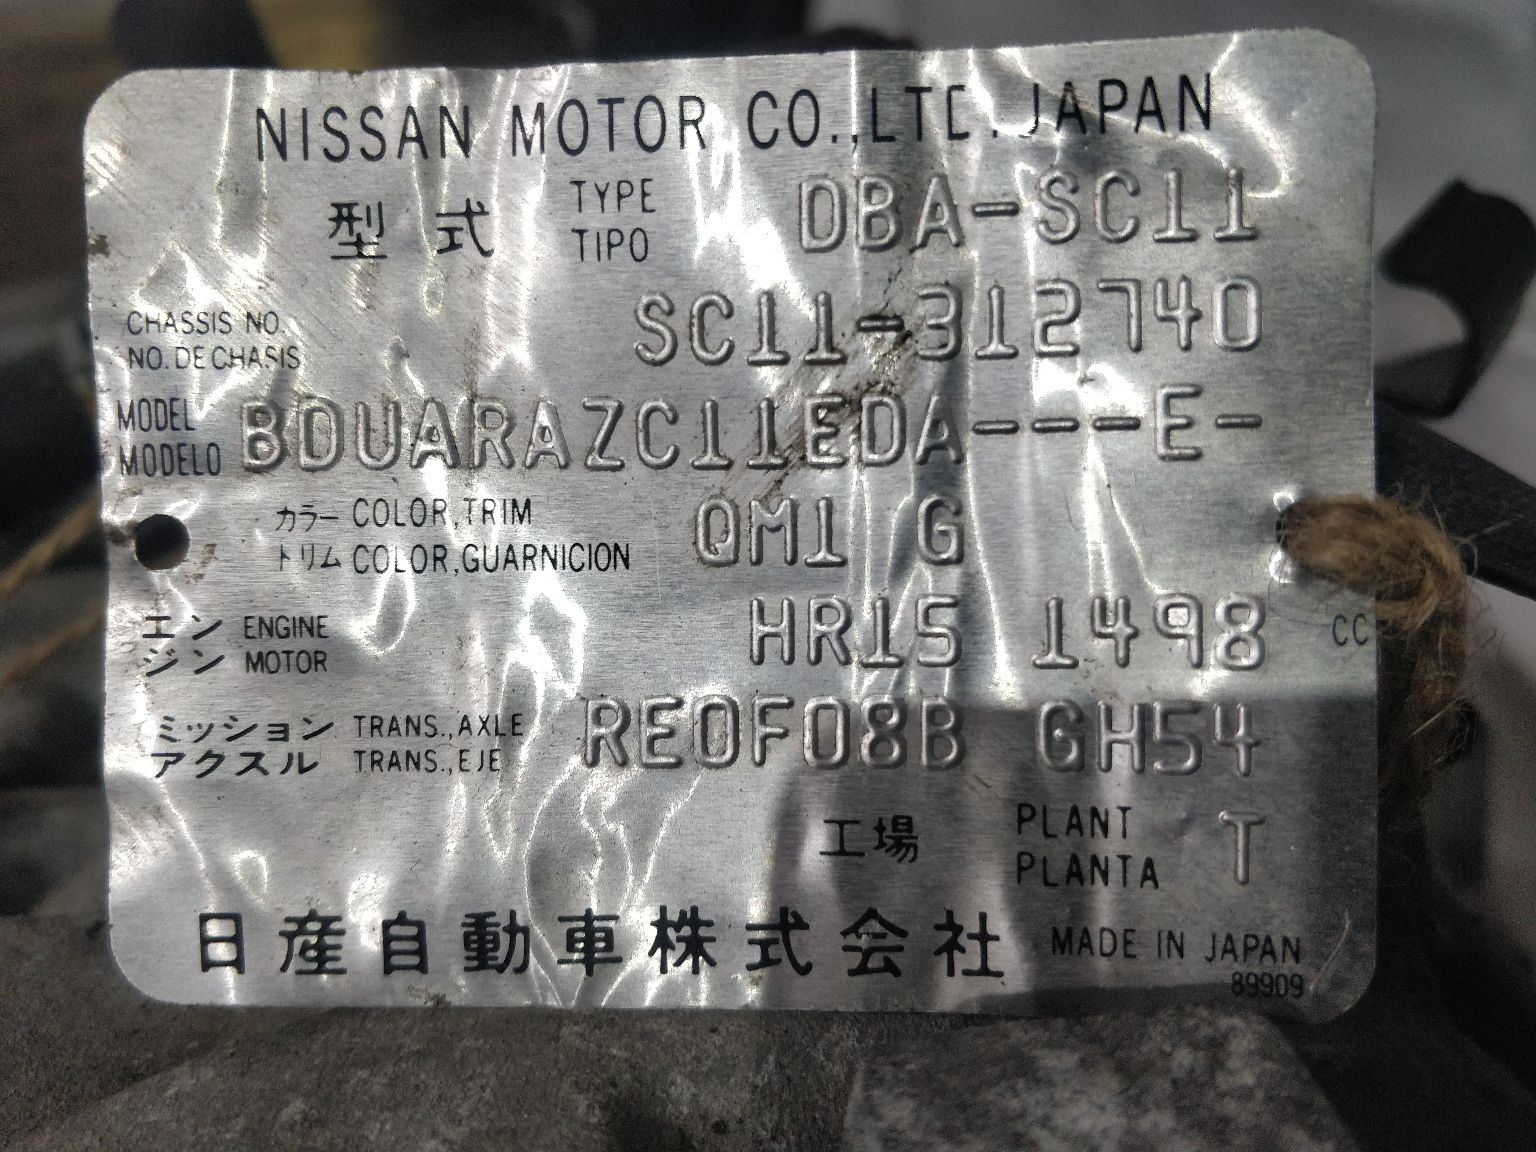 NISSAN MOTOR CO.,LTD. JAPAN
型式 TYPE TIPO DBA-SC11
CHASSIS NO. NO. DE CHASIS SC11-312740
MODEL MODELO BDUARAZC11EDA---E-
カラー COLOR,TRIM トリム COLOR,GUARNICION QM1 G
エンジン ENGINE MOTOR HR15 1498 CC
ミッション TRANS.,AXLE アクスル TRANS.,EJE RE0F08B GH54
工場 PLANT PLANTA T
日産自動車株式会社 MADE IN JAPAN
89909